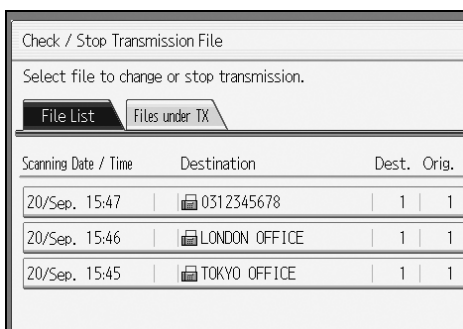 Check / Stop Transmission File
Select file to change or stop transmission.
File List Files under TX
Scanning Date / Time Destination Dest. Orig.
20/Sep. 15:47 0312345678 1 1
20/Sep. 15:46 LONDON OFFICE 1 1
20/Sep. 15:45 TOKYO OFFICE 1 1